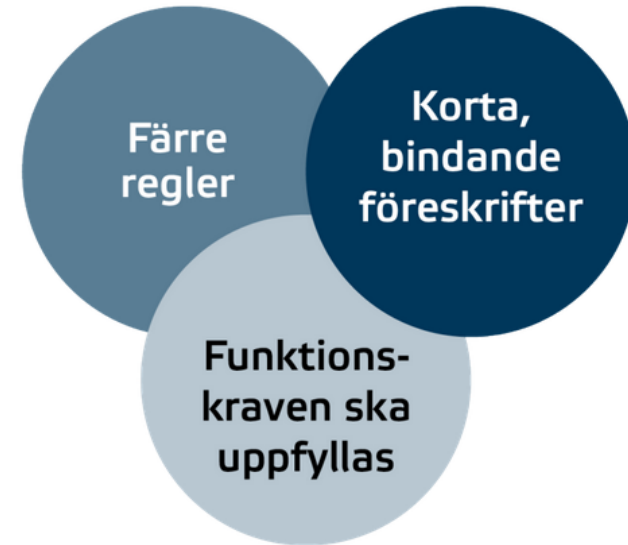 Färre
regler
Korta,
bindande
föreskrifter
Funktions-
kraven ska
uppfyllas